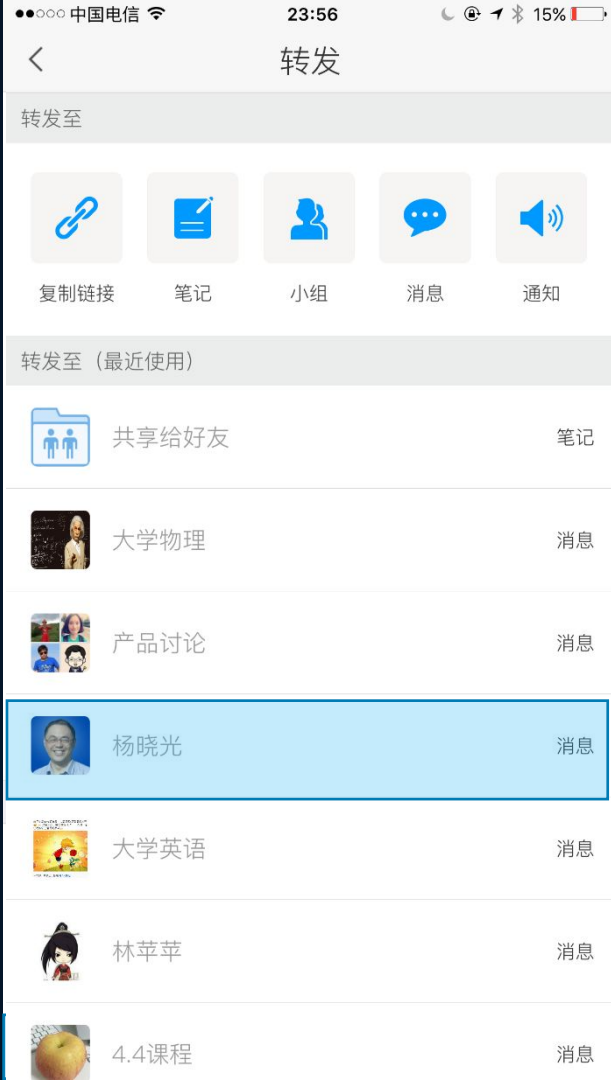 中国电信 23:56 15%
转发
转发至
复制链接 笔记 小组 消息 通知
转发至（最近使用）
共享给好友 笔记
大学物理 消息
产品讨论 消息
杨晓光 消息
大学英语 消息
林苹苹 消息
4.4课程 消息